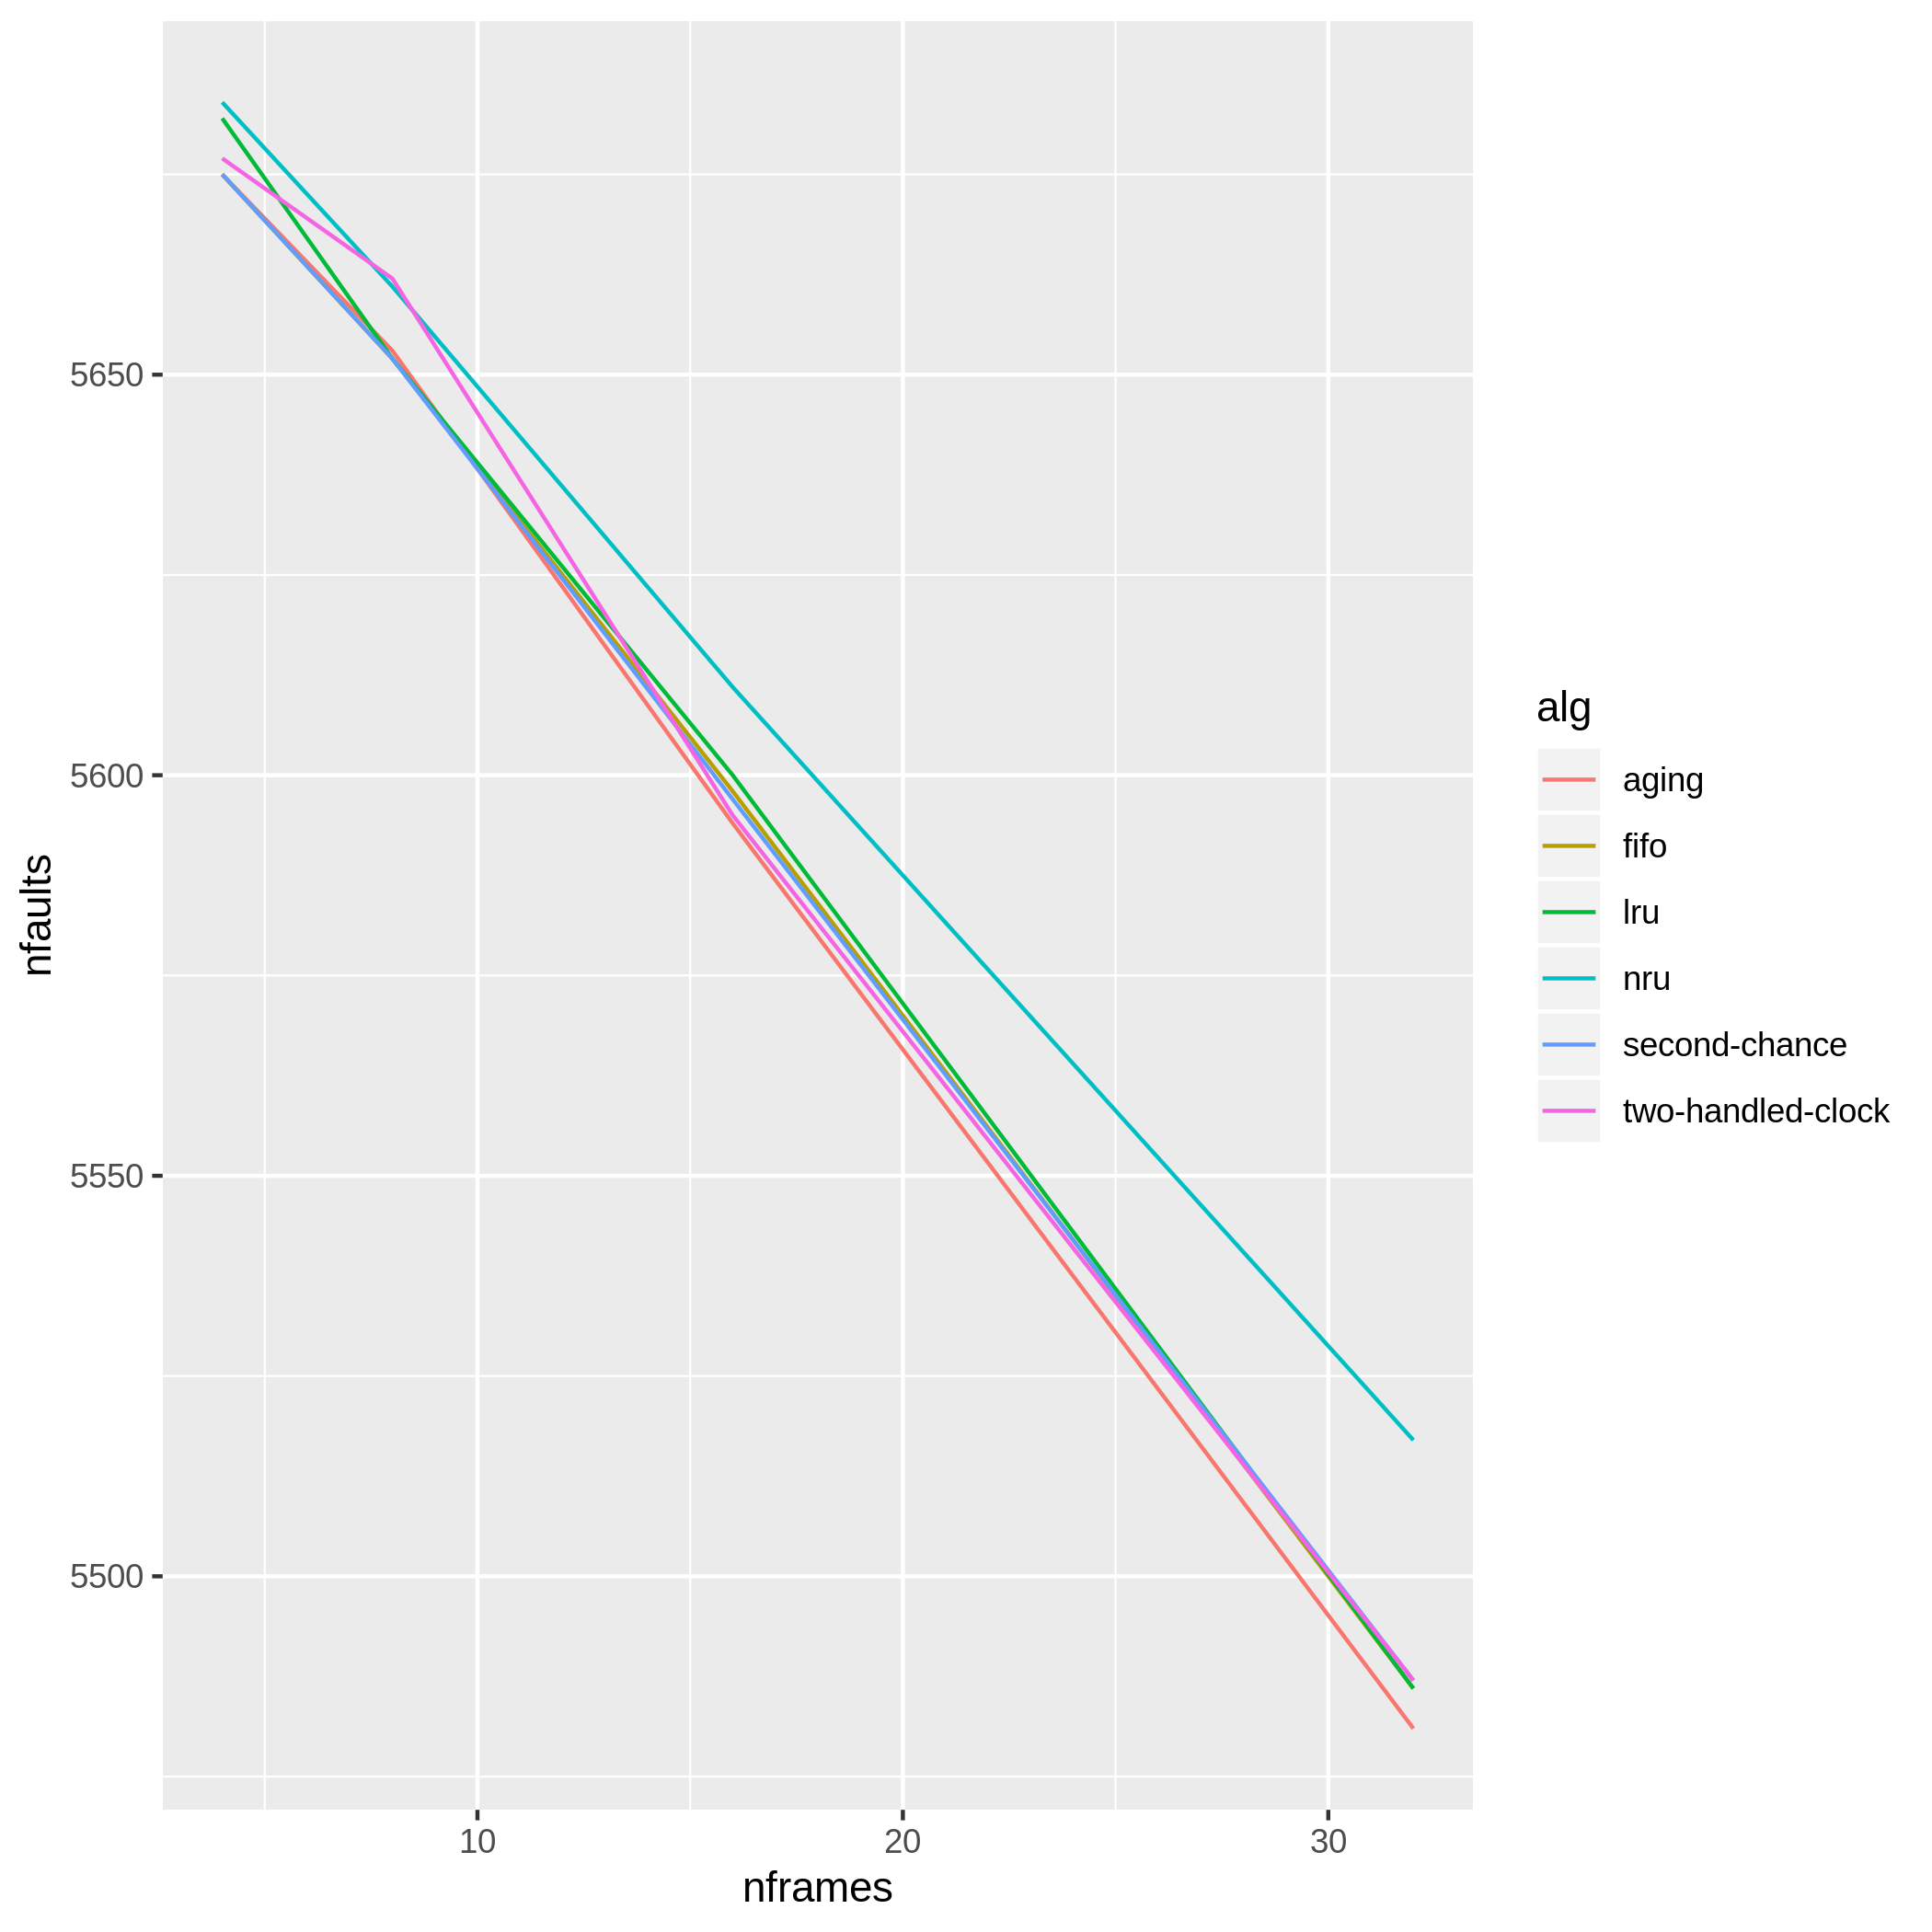 nfaults
5650
5600
5550
5500
10 20 30
nframes
alg
aging
fifo
lru
nru
second-chance
two-handled-clock